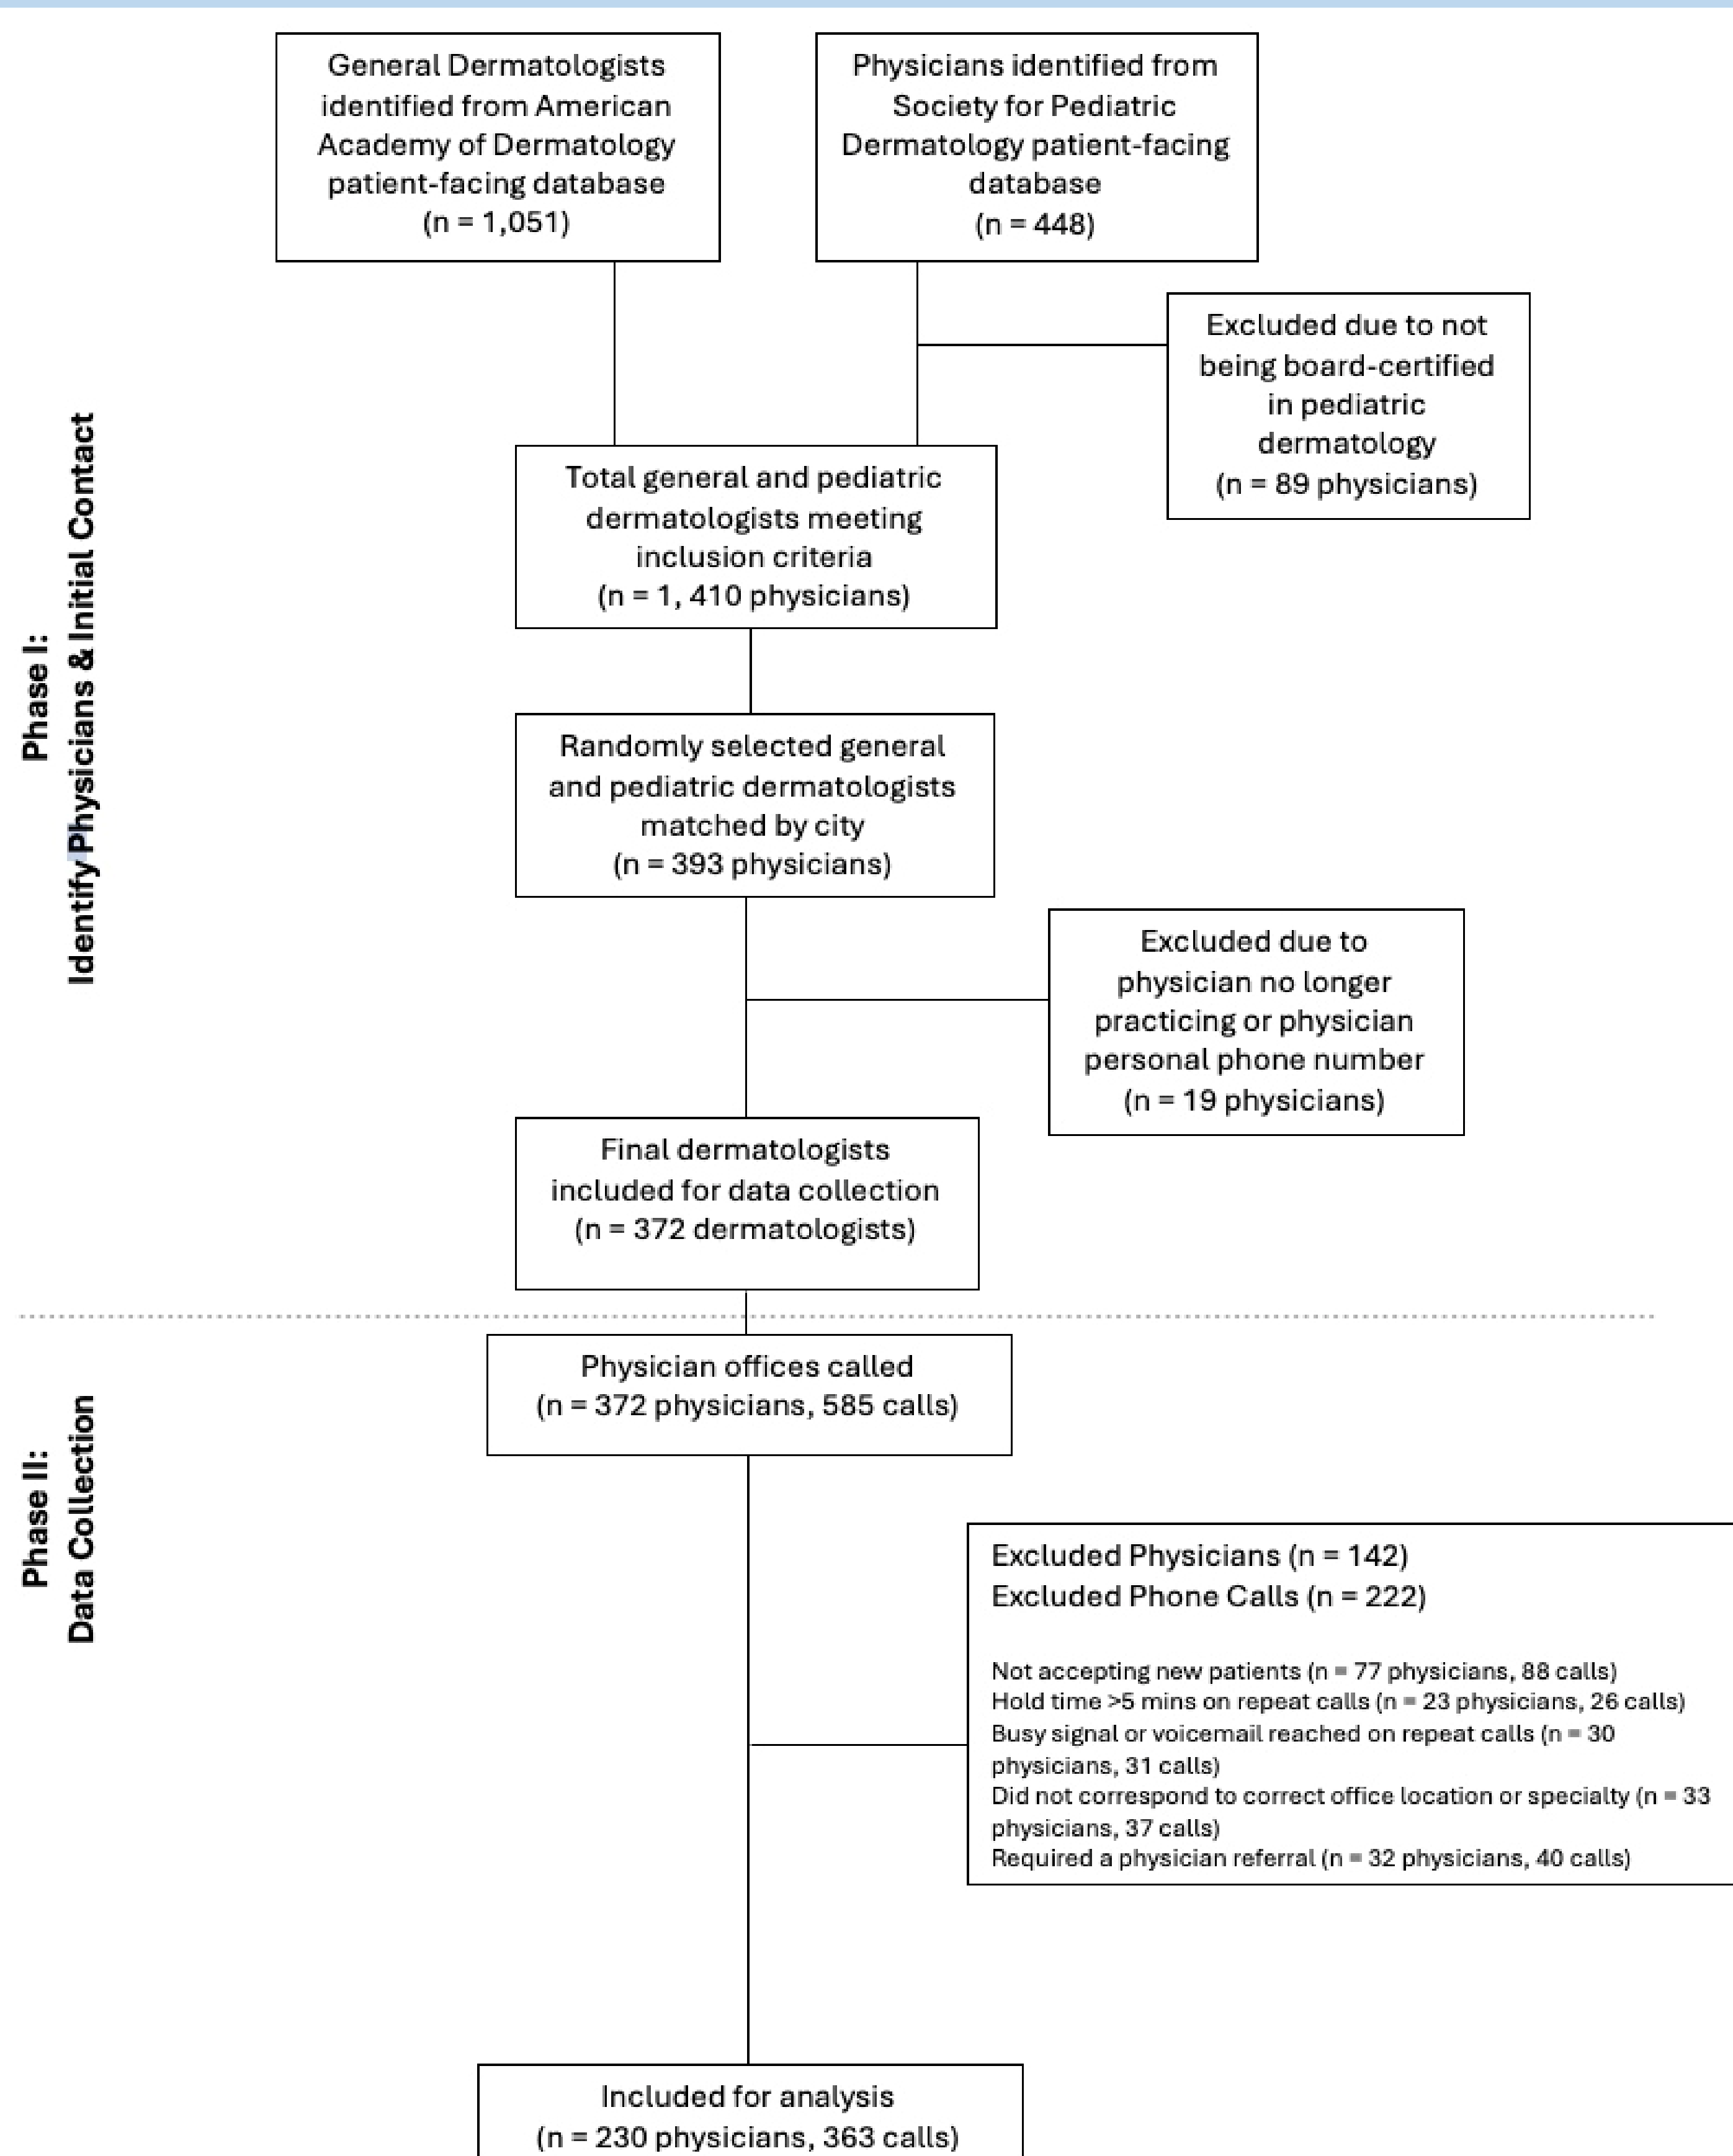 General Dermatologists
identified from American
Academy of Dermatology
patient-facing database
(n = 1,051)
Physicians identified from
Society for Pediatric
Dermatology patient-facing
database
(n = 448)
Excluded due to not
being board-certified
in pediatric
dermatology
(n = 89 physicians)
Phase I:
Identify Physicians & Initial Contact
Total general and pediatric
dermatologists meeting
inclusion criteria
(n = 1, 410 physicians)
Randomly selected general
and pediatric dermatologists
matched by city
(n = 393 physicians)
Excluded due to
physician no longer
practicing or physician
personal phone number
(n = 19 physicians)
Final dermatologists
included for data collection
(n = 372 dermatologists)
Phase II:
Data Collection
Physician offices called
(n = 372 physicians, 585 calls)
Excluded Physicians (n = 142)
Excluded Phone Calls (n = 222)
Not accepting new patients (n = 77 physicians, 88 calls)
Hold time >5 mins on repeat calls (n = 23 physicians, 26 calls)
Busy signal or voicemail reached on repeat calls (n = 30
physicians, 31 calls)
Did not correspond to correct office location or specialty (n = 33
physicians, 37 calls)
Required a physician referral (n = 32 physicians, 40 calls)
Included for analysis
(n = 230 physicians, 363 calls)